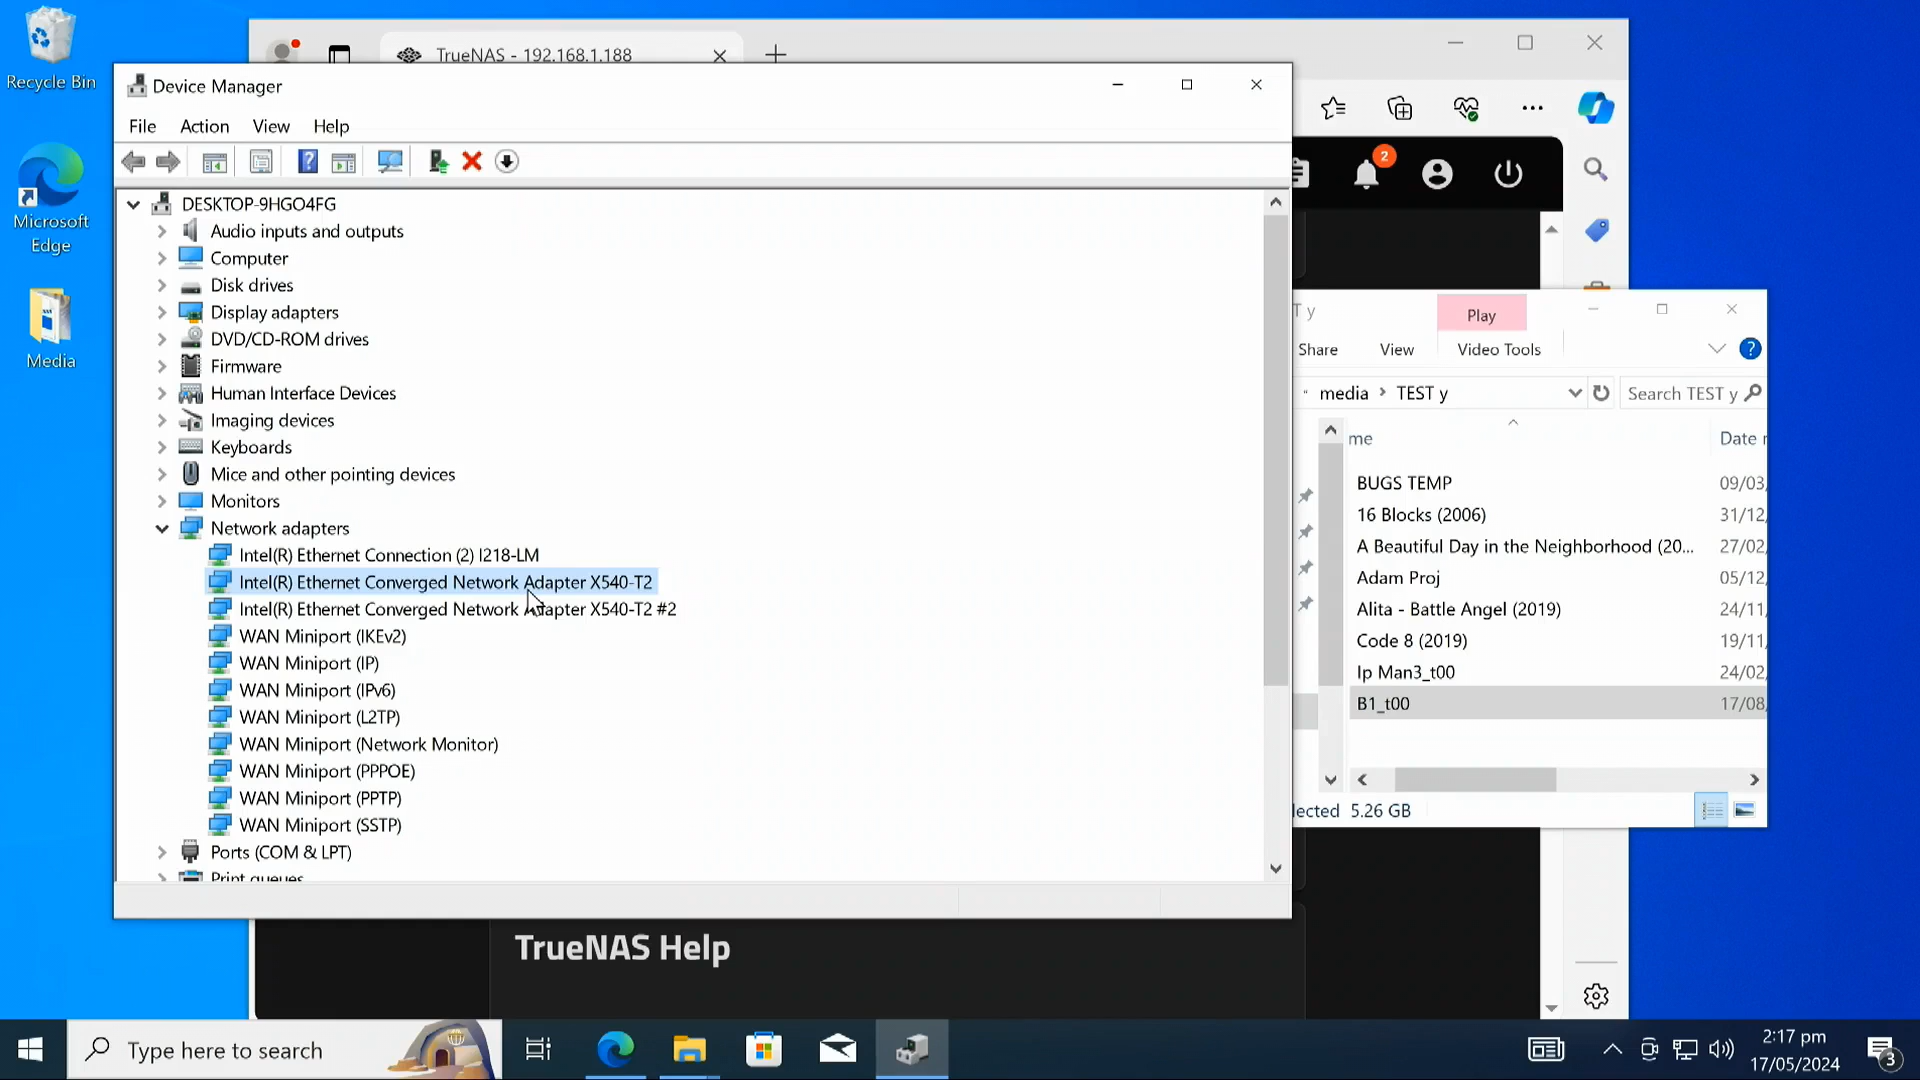 Recycle Bin
Microsoft
Edge
Media
TrueNAS - 192.168.1.188
Device Manager
File Action View Help
DESKTOP-9HGO4FG
Audio inputs and outputs
Computer
Disk drives
Display adapters
DVD/CD-ROM drives
Firmware
Human Interface Devices
Imaging devices
Keyboards
Mice and other pointing devices
Monitors
Network adapters
Intel(R) Ethernet Connection (2) I218-LM
Intel(R) Ethernet Converged Network Adapter X540-T2
Intel(R) Ethernet Converged Network Adapter X540-T2 #2
WAN Miniport (IKEv2)
WAN Miniport (IP)
WAN Miniport (IPv6)
WAN Miniport (L2TP)
WAN Miniport (Network Monitor)
WAN Miniport (PPPOE)
WAN Miniport (PPTP)
WAN Miniport (SSTP)
Ports (COM & LPT)
Print queues
2
T y
Play
Share View Video Tools
media > TEST y
Search TEST y
me Date
BUGS TEMP 09/03/
16 Blocks (2006) 31/12/
A Beautiful Day in the Neighborhood (20... 27/02/
Adam Proj 05/12/
Alita - Battle Angel (2019) 24/11/
Code 8 (2019) 19/11/
Ip Man3_t00 24/02/
B1_t00 17/08/
lected 5.26 GB
TrueNAS Help
Type here to search
2:17 pm
17/05/2024
3